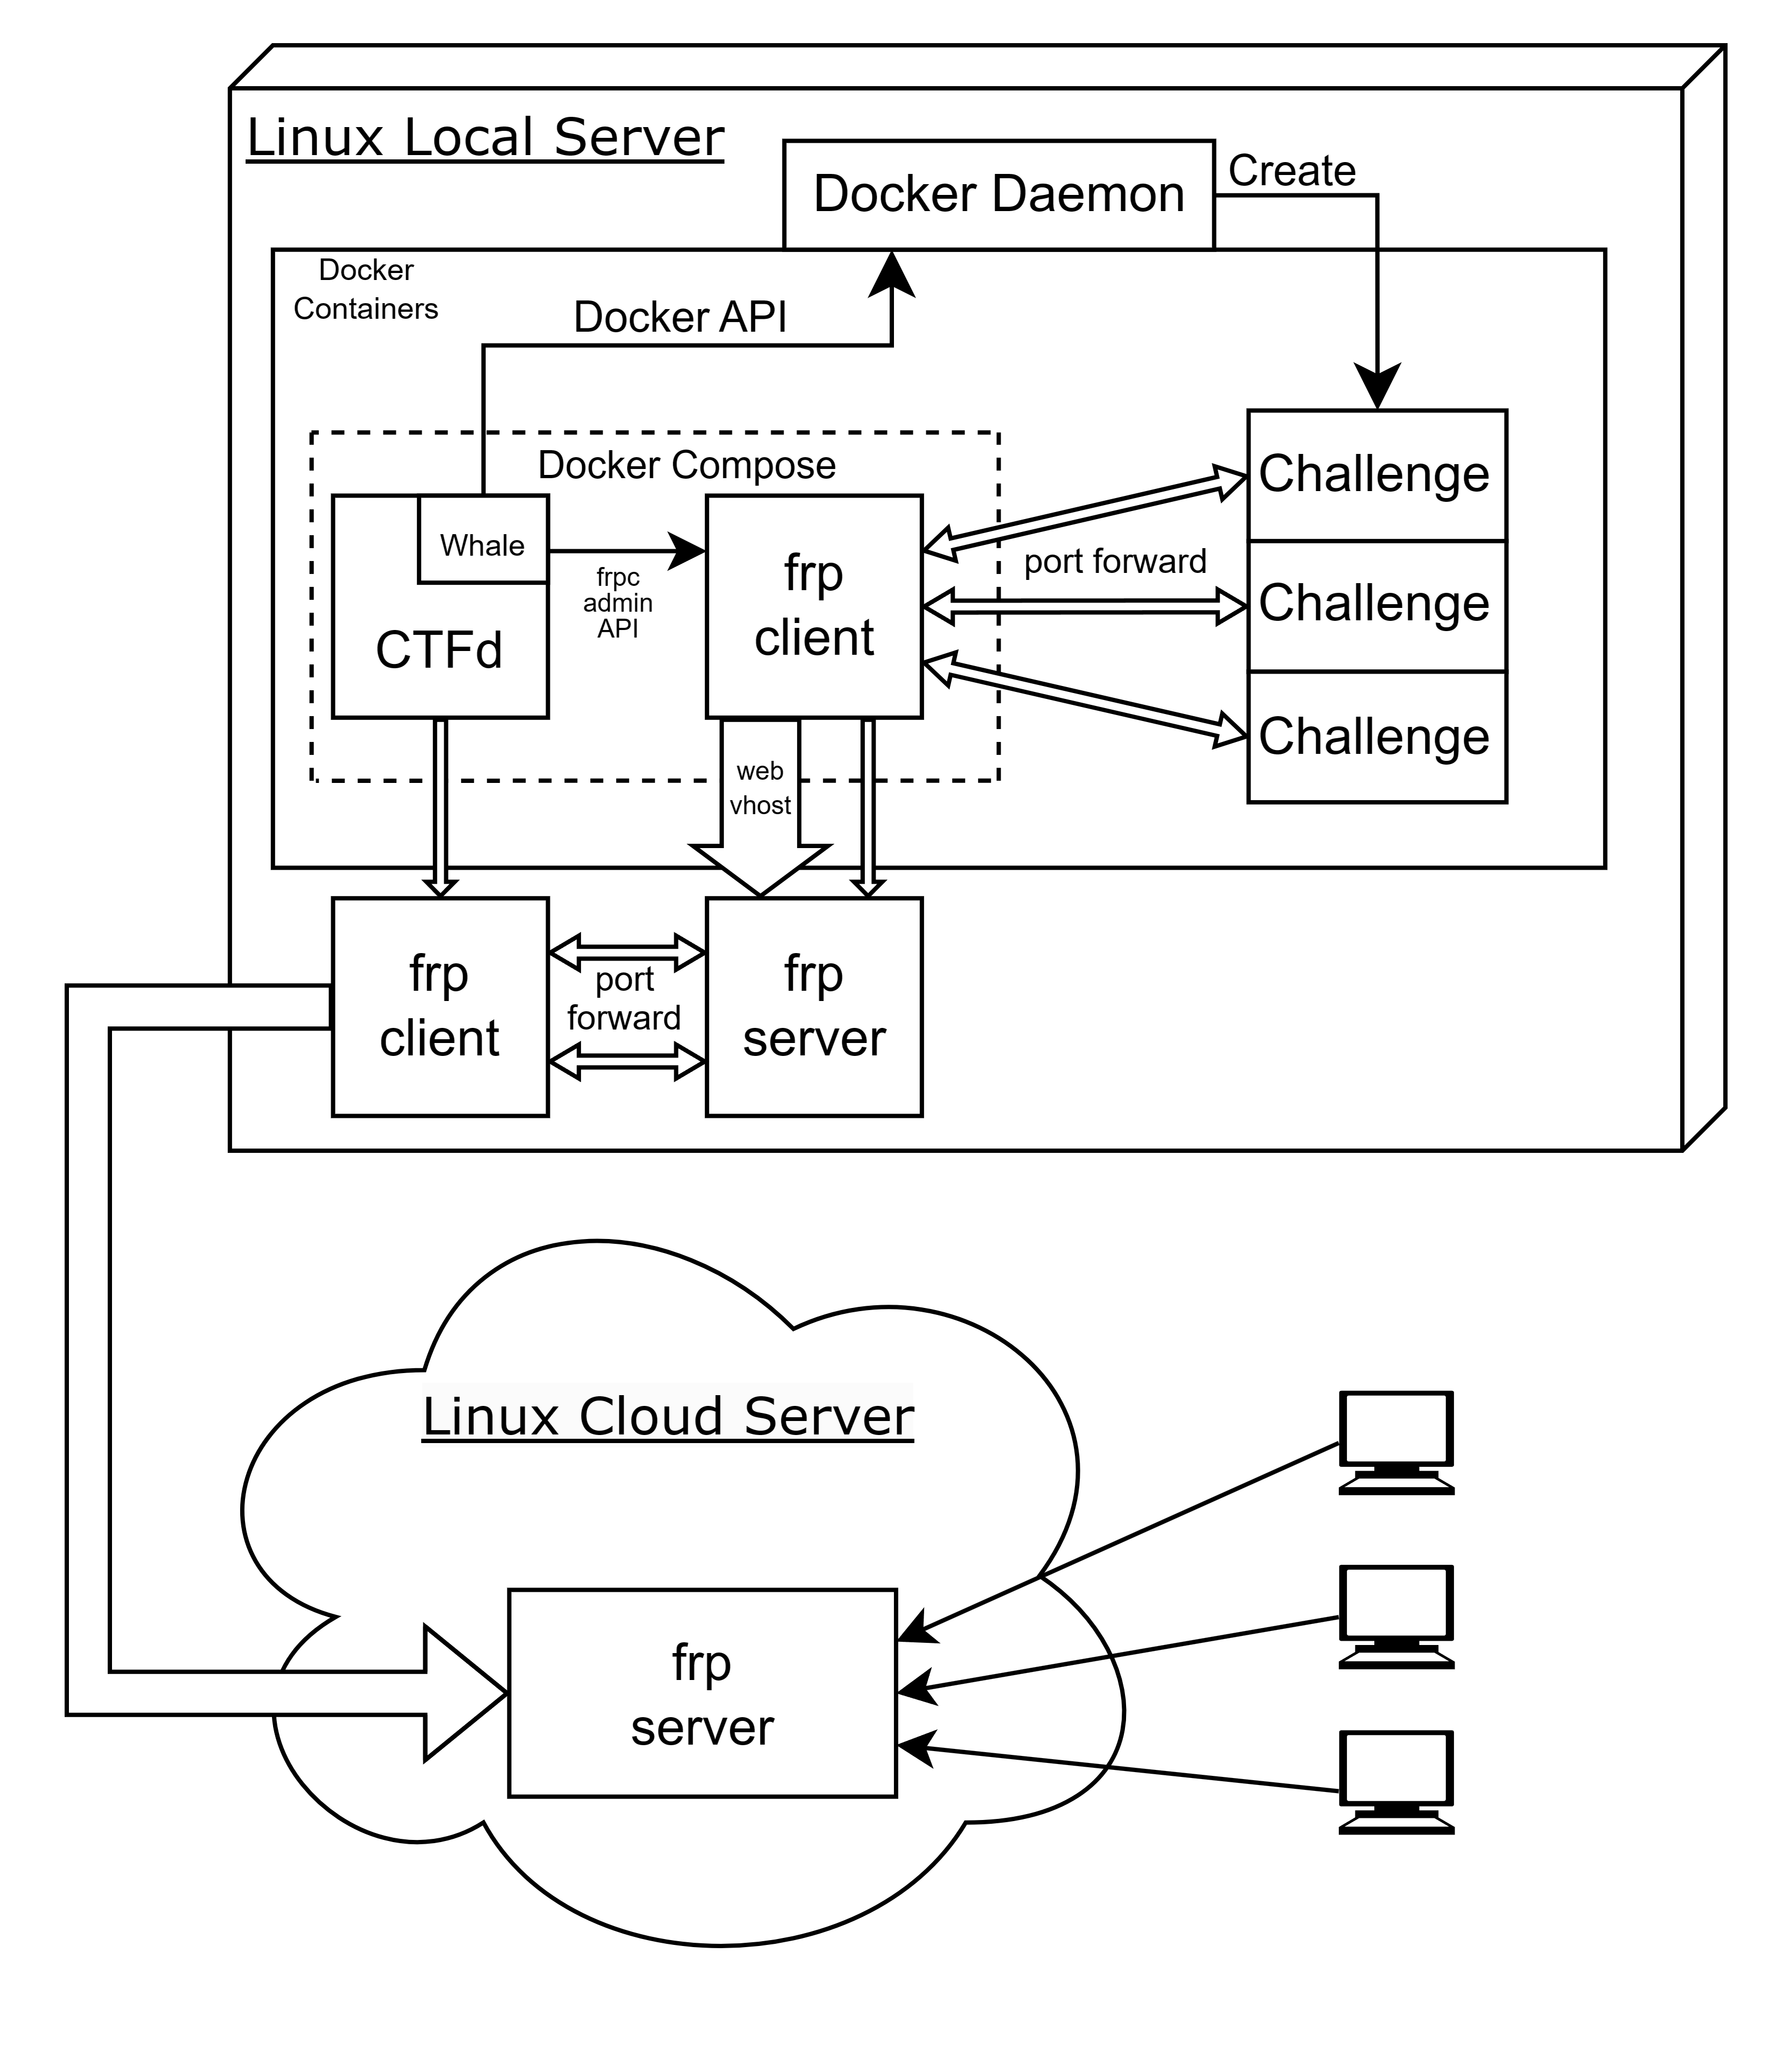 Linux Local Server
Docker Daemon
Create
Docker
Containers
Docker API
Docker Compose
Whale
CTFd
frpc
admin
API
frp
client
port forward
Challenge
Challenge
Challenge
web
vhost
frp
client
port
forward
frp
server
Linux Cloud Server
frp
server